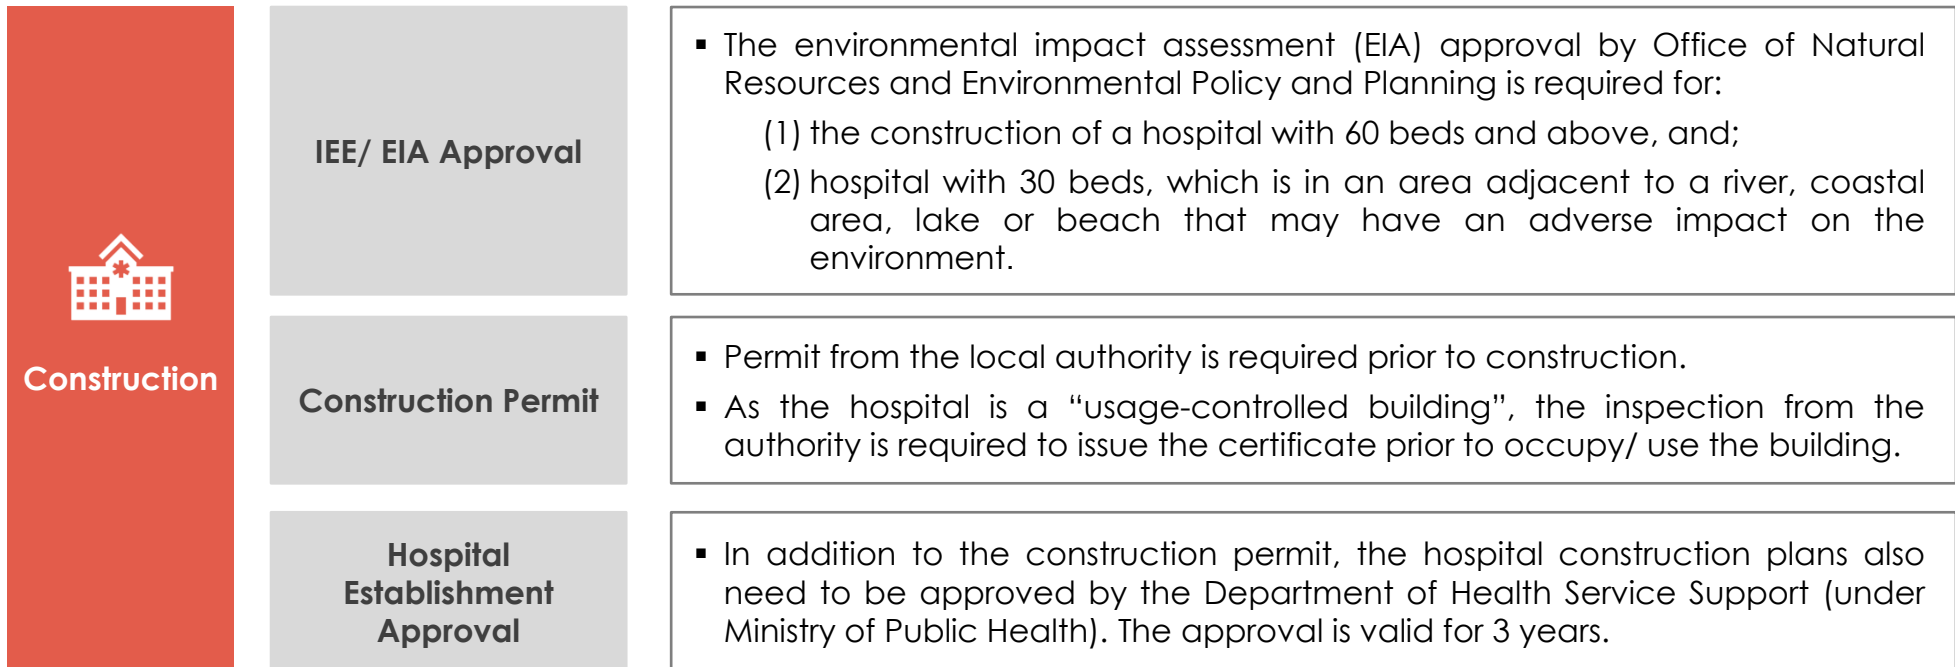 Construction
IEE/ EIA Approval
▪ The environmental impact assessment (EIA) approval by Office of Natural
Resources and Environmental Policy and Planning is required for:
(1) the construction of a hospital with 60 beds and above, and;
(2) hospital with 30 beds, which is in an area adjacent to a river, coastal
area, lake or beach that may have an adverse impact on the
environment.
Construction Permit
▪ Permit from the local authority is required prior to construction.
▪ As the hospital is a “usage-controlled building”, the inspection from the
authority is required to issue the certificate prior to occupy/ use the building.
Hospital
Establishment
Approval
▪ In addition to the construction permit, the hospital construction plans also
need to be approved by the Department of Health Service Support (under
Ministry of Public Health). The approval is valid for 3 years.